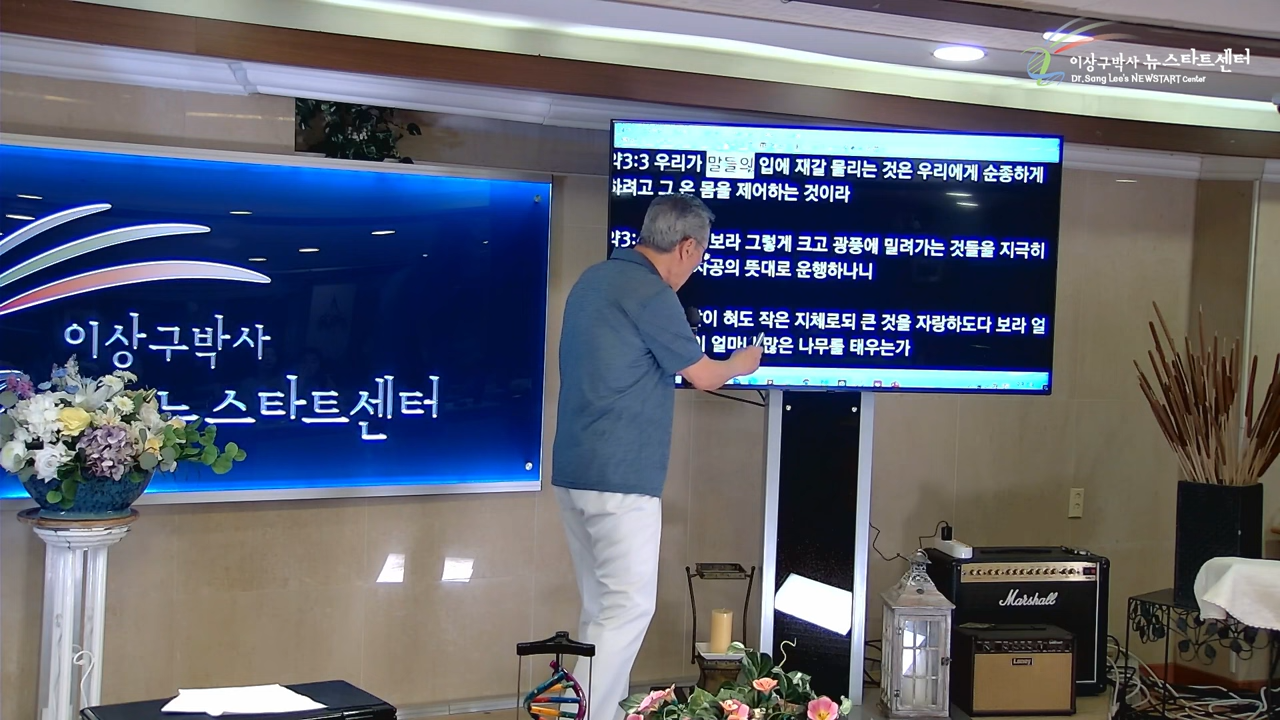 이상구박사 뉴스타트센터
Dr. Sang Lee's NEWSTART Center
약3:3 우리가 말들의 입에 재갈 물리는 것은 우리에게 순종하게
하려고 그 온 몸을 제어하는 것이라
약3: 보라 그렇게 크고 광풍에 밀려가는 것들을 지극히
사공의 뜻대로 운행하나니
이 혀도 작은 지체로되 큰 것을 자랑하도다 보라 얼
얼마나 많은 나무를 태우는가
이상구박사
뉴스타트센터
Marshall
Laney